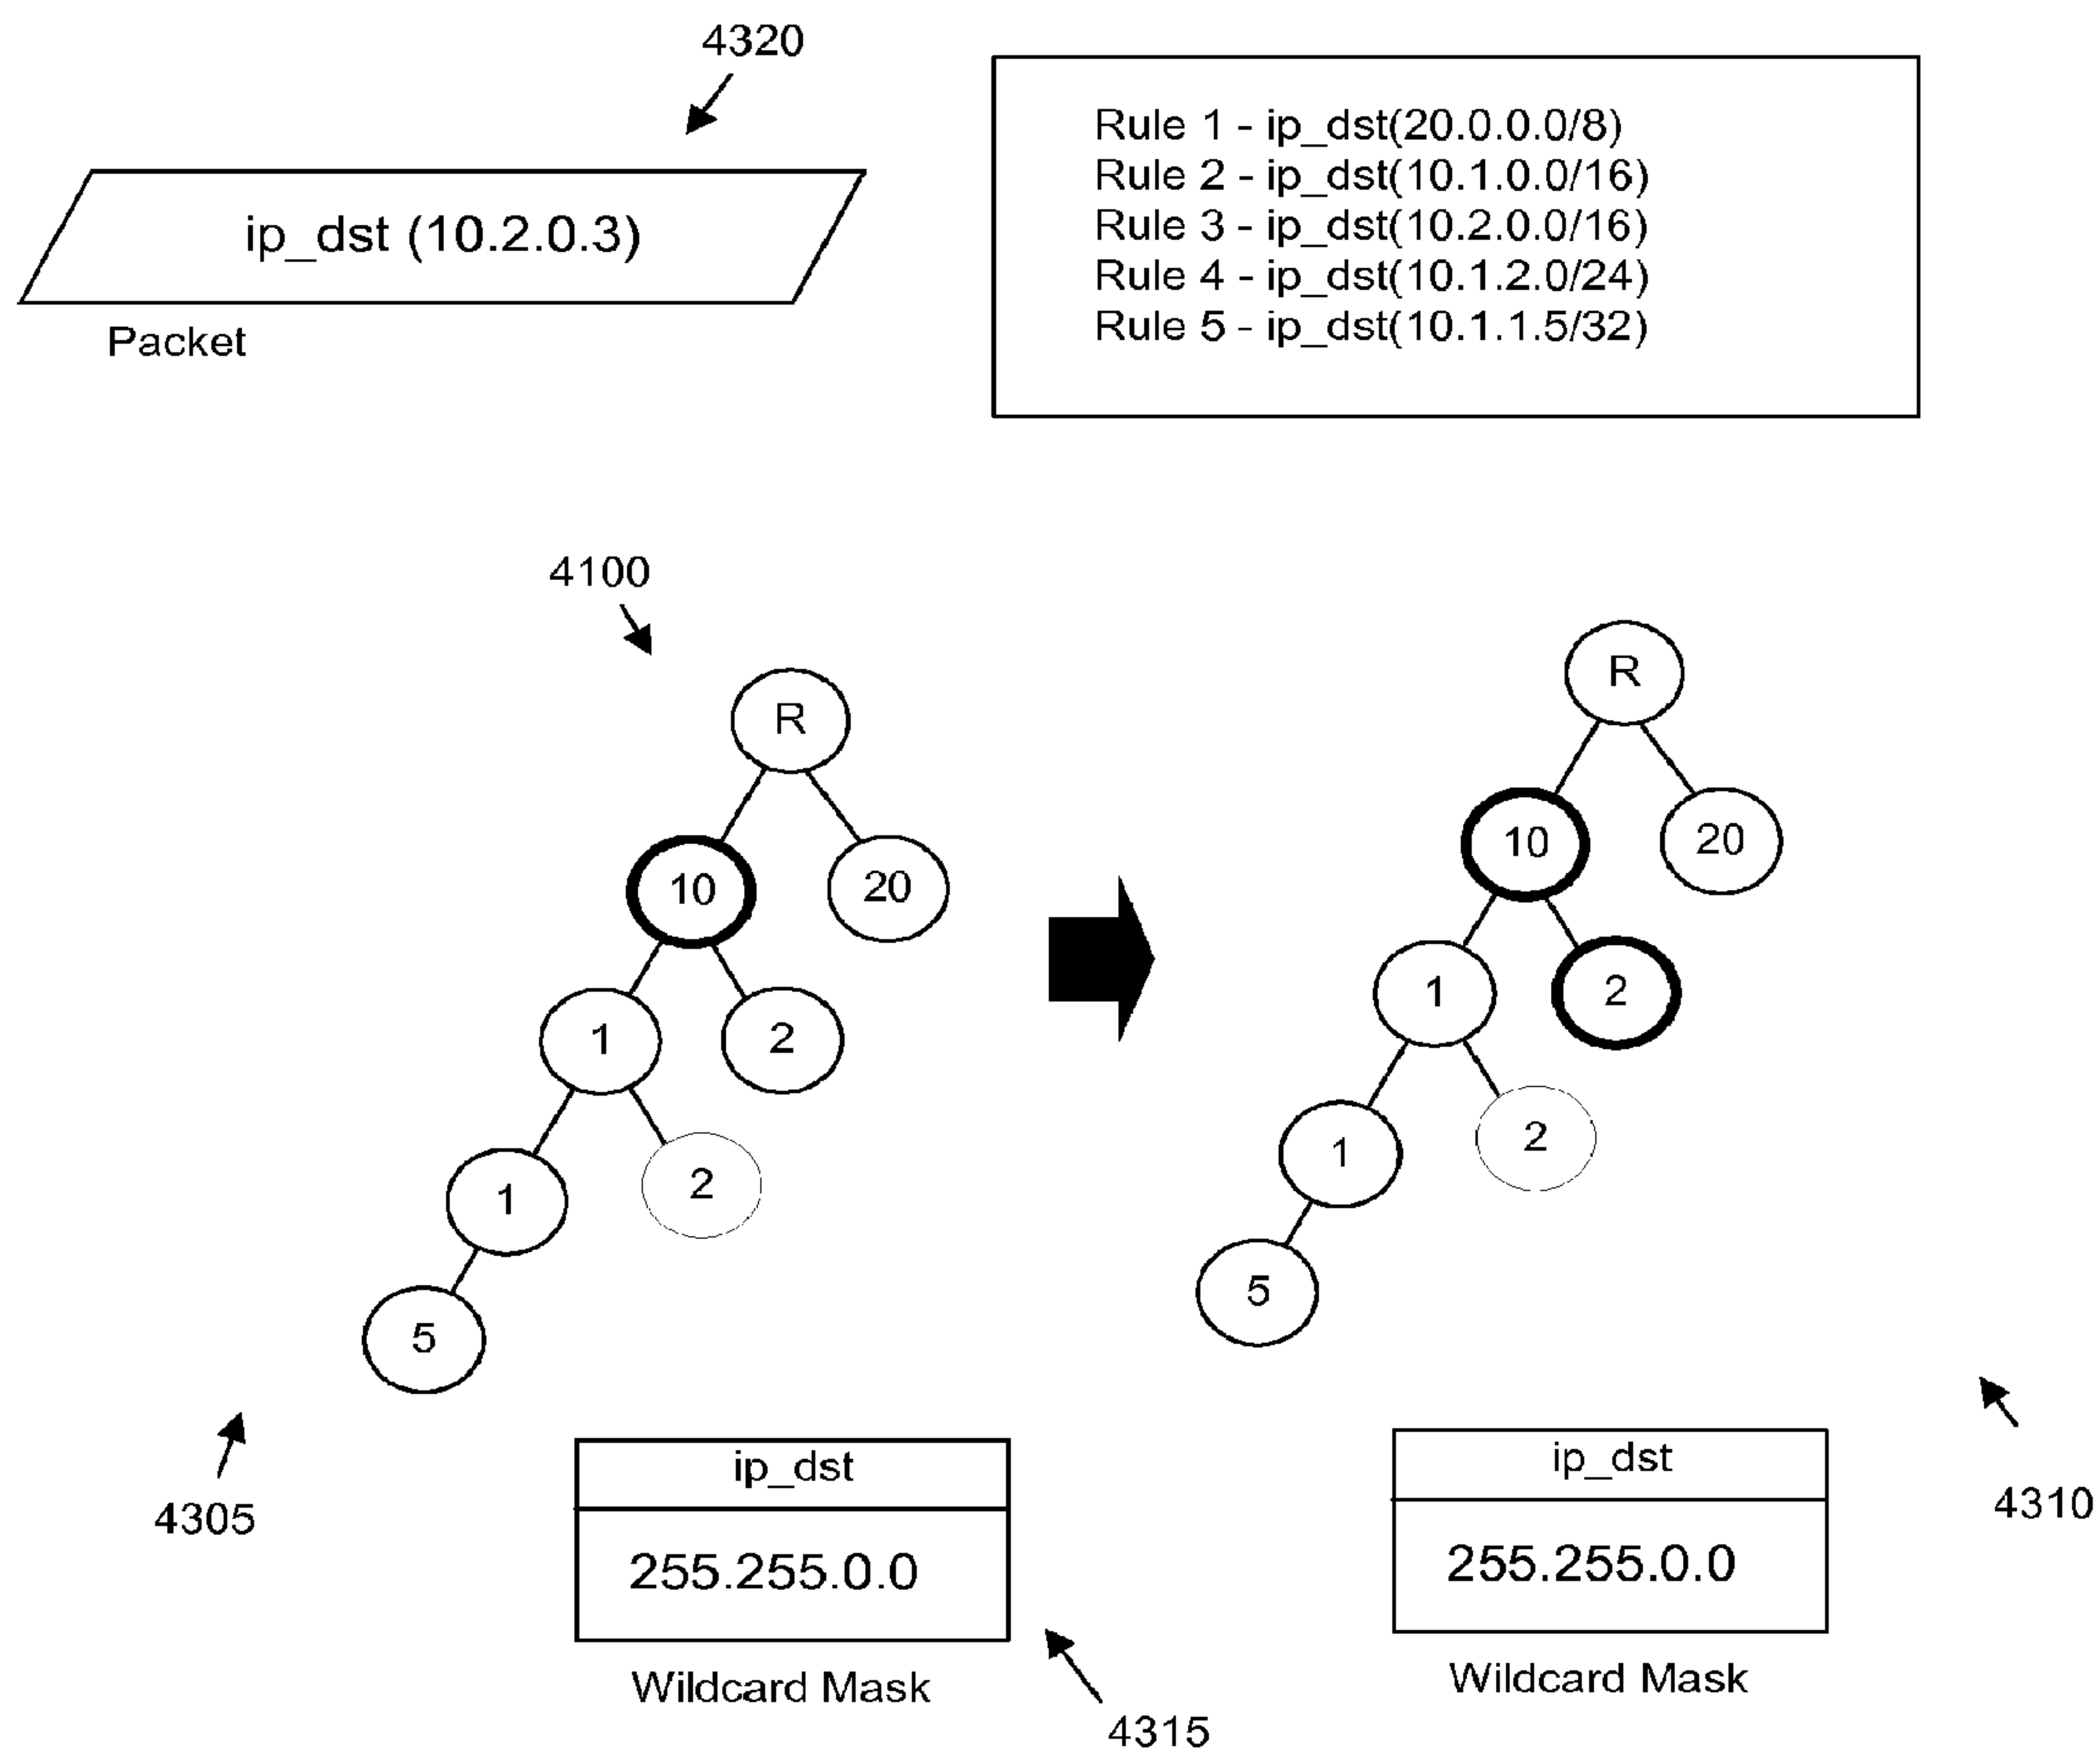 4320
ip_dst (10.2.0.3)
Packet
Rule 1 - ip_dst(20.0.0.0/8)
Rule 2 - ip_dst(10.1.0.0/16)
Rule 3 - ip_dst(10.2.0.0/16)
Rule 4 - ip_dst(10.1.2.0/24)
Rule 5 - ip_dst(10.1.1.5/32)
4100
R
10
20
1
2
1
2
5
4305
ip_dst
255.255.0.0
Wildcard Mask
4315
R
10
20
1
2
1
2
5
4310
ip_dst
255.255.0.0
Wildcard Mask